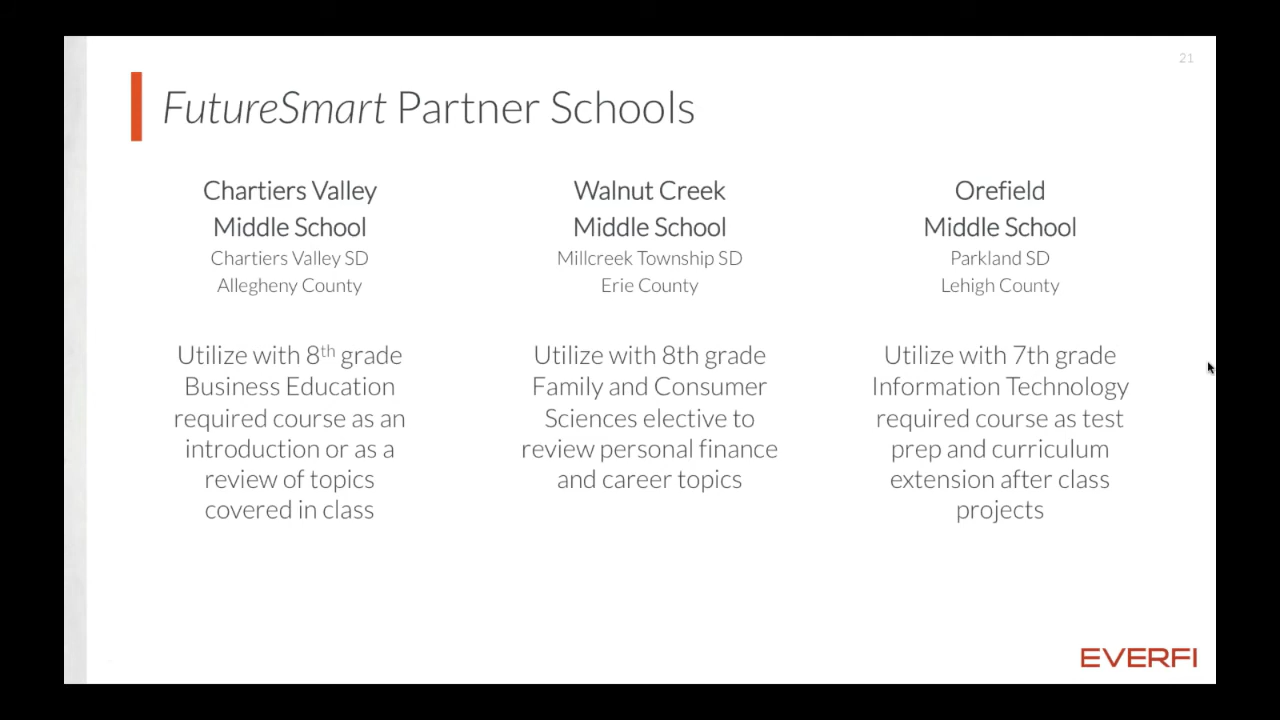 21
FutureSmart Partner Schools
Chartiers Valley
Middle School
Chartiers Valley SD
Allegheny County
Utilize with 8th grade
Business Education
required course as an
introduction or as a
review of topics
covered in class
Walnut Creek
Middle School
Millcreek Township SD
Erie County
Utilize with 8th grade
Family and Consumer
Sciences elective to
review personal finance
and career topics
Orefield
Middle School
Parkland SD
Lehigh County
Utilize with 7th grade
Information Technology
required course as test
prep and curriculum
extension after class
projects
EVERFI